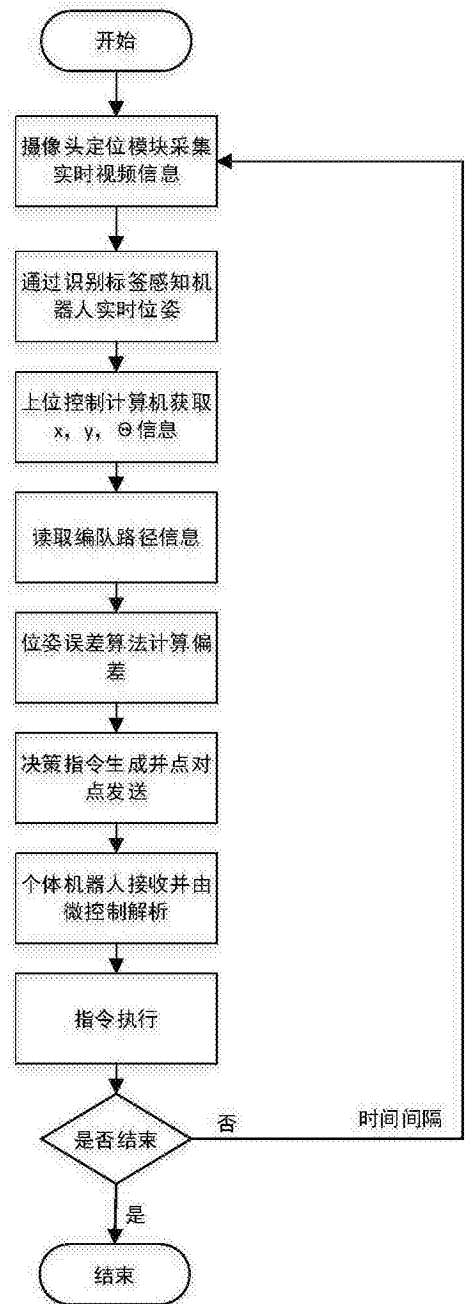 开始
摄像头定位模块采集
实时视频信息
通过识别标签感知机
器人实时位姿
上位控制计算机获取
x，y，Θ信息
读取编队路径信息
位姿误差算法计算偏
差
决策指令生成并点对
点发送
个体机器人接收并由
微控制解析
指令执行
是否结束
否
时间间隔
是
结束